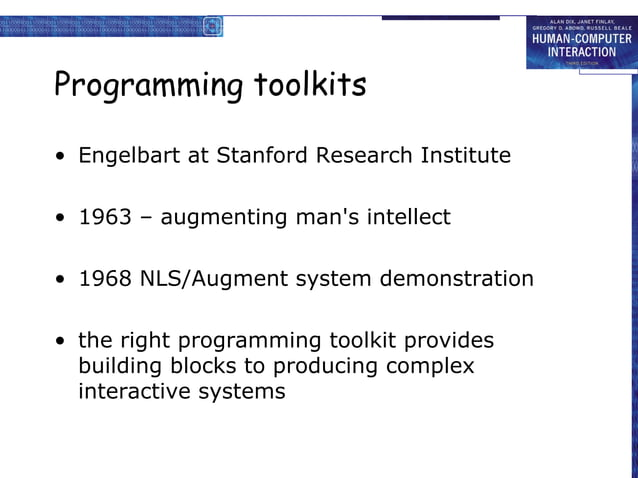 ALAN DIX, JANET FINLAY,
GREGORY D. ABOWD, RUSSELL BEALE
HUMAN-COMPUTER
INTERACTION
THIRD EDITION
Programming toolkits
• Engelbart at Stanford Research Institute
• 1963 – augmenting man's intellect
• 1968 NLS/Augment system demonstration
• the right programming toolkit provides
building blocks to producing complex
interactive systems